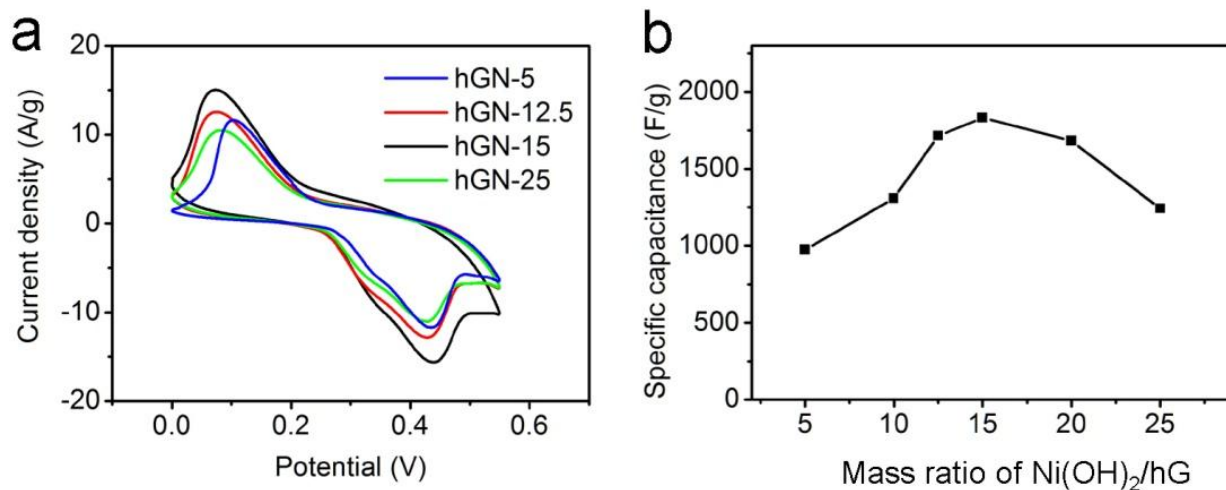 a
20
10
0
-10
-20
Current density (A/g)
hGN-5
hGN-12.5
hGN-15
hGN-25
0.0 0.2 0.4 0.6
Potential (V)
b
2000
1500
1000
500
0
Specific capacitance (F/g)
5 10 15 20 25
Mass ratio of Ni(OH)₂/hG